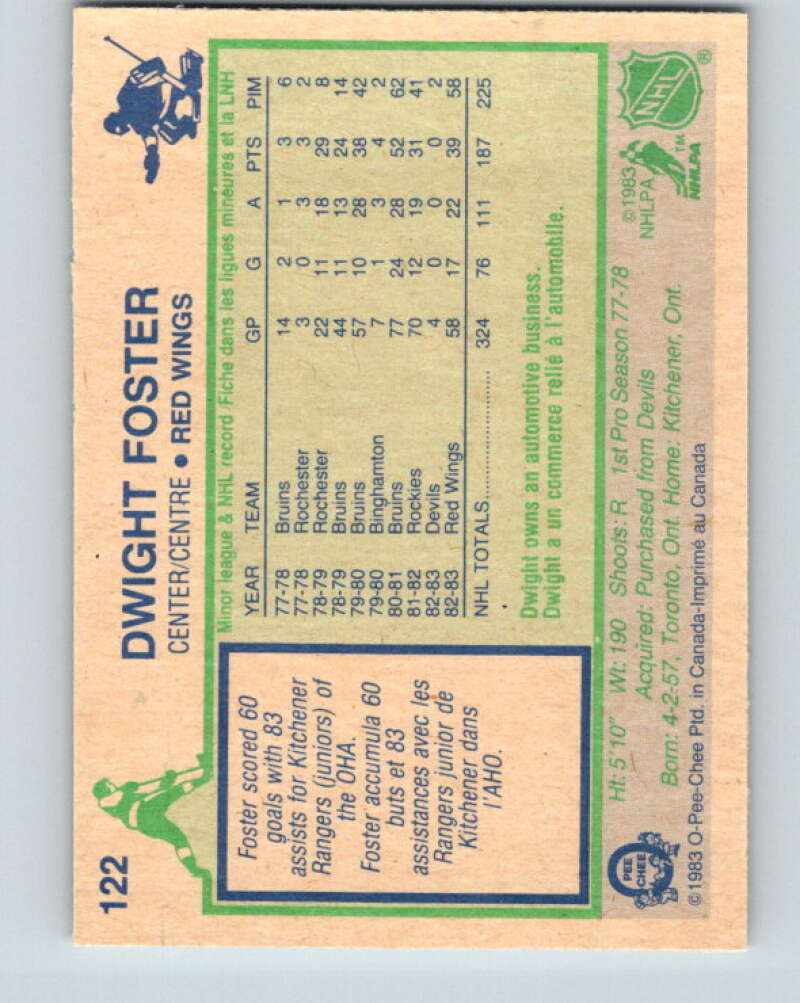 122
DWIGHT FOSTER
CENTER/CENTRE • RED WINGS
Foster scored 60
goals with 83
assists for Kitchener
Rangers (juniors) of
the OHA.
Foster accumula 60
buts et 83
assistances avec les
Rangers junior de
Kitchener dans
l'AHO.
Minor league & NHL record/Fiche dans les ligues mineures et la LNH
YEAR TEAM GP G A PTS PIM
77-78 Bruins 14 2 1 3 6
77-78 Rochester 3 0 3 3 2
78-79 Rochester 22 11 18 29 8
78-79 Bruins 44 11 13 24 14
79-80 Bruins 57 10 28 38 42
79-80 Binghamton 7 1 3 4 2
80-81 Bruins 77 24 28 52 62
81-82 Rockies 70 12 19 31 41
82-83 Devils 4 0 0 0 2
82-83 Red Wings 58 17 22 39 58
NHL TOTALS 324 76 111 187 225
Dwight owns an automotive business.
Dwight a un commerce relié à l'automobile.
Ht: 5'10" Wt: 190 Shoots: R 1st Pro Season 77-78
Acquired: Purchased from Devils
Born: 4-2-57, Toronto, Ont. Home: Kitchener, Ont.
©1983 O-Pee-Chee Ptd. in Canada-Imprimé au Canada
O
PEE
CHEE
©1983
NHLPA
NHLPA
TM
NHL
®